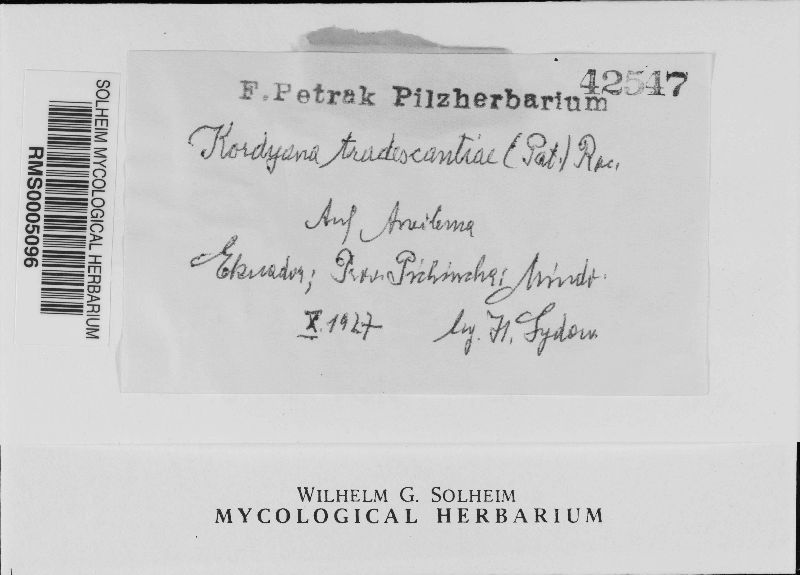 42547
F. Petrak Pilzherbarium
Kordyana tradescantiae (Pat.) Rac.
Auf Aneilema
Ekuador; Prov. Pichincha; Mindo.
X. 1927
leg. H. Sydow
SOLHEIM MYCOLOGICAL HERBARIUM
RMS0005096
WILHELM G. SOLHEIM
MYCOLOGICAL HERBARIUM